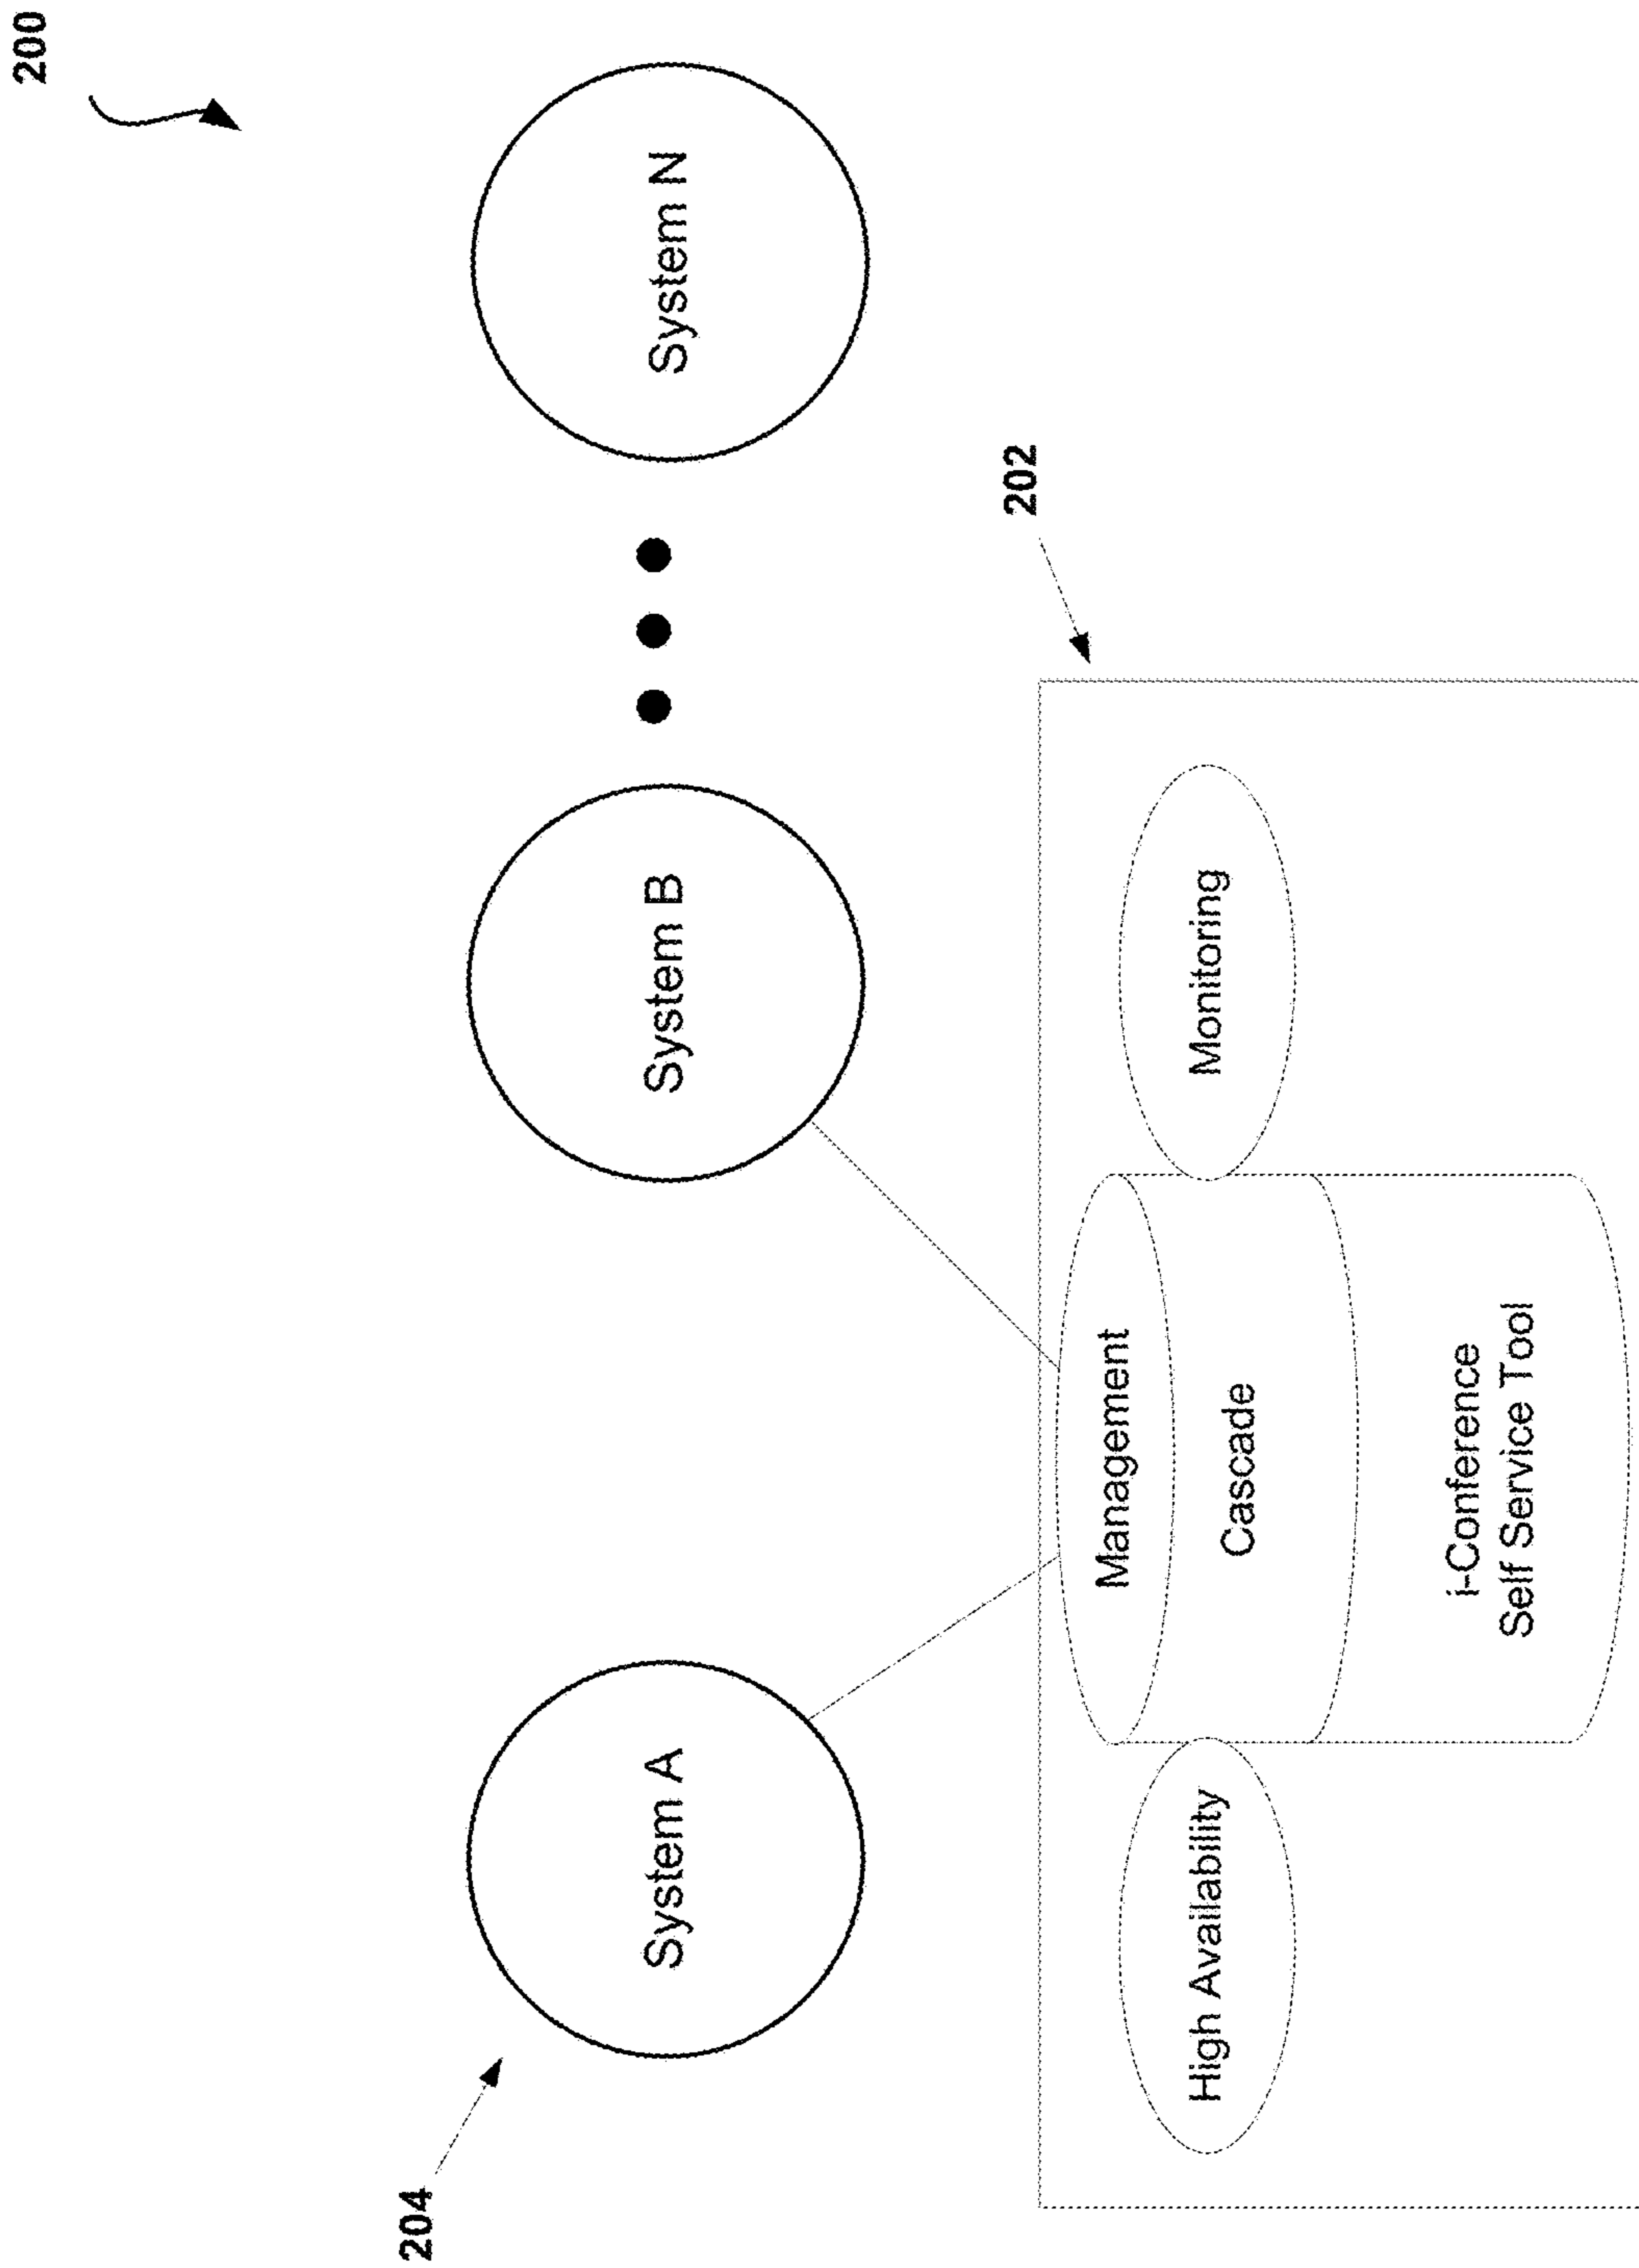 200
204
System A
System B
System N
202
Management
High Availability
Cascade
Monitoring
i-Conference
Self Service Tool